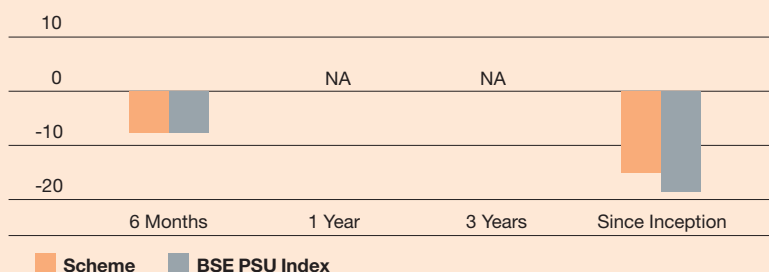 10
0 NA NA
-10
-20
6 Months 1 Year 3 Years Since Inception
Scheme BSE PSU Index